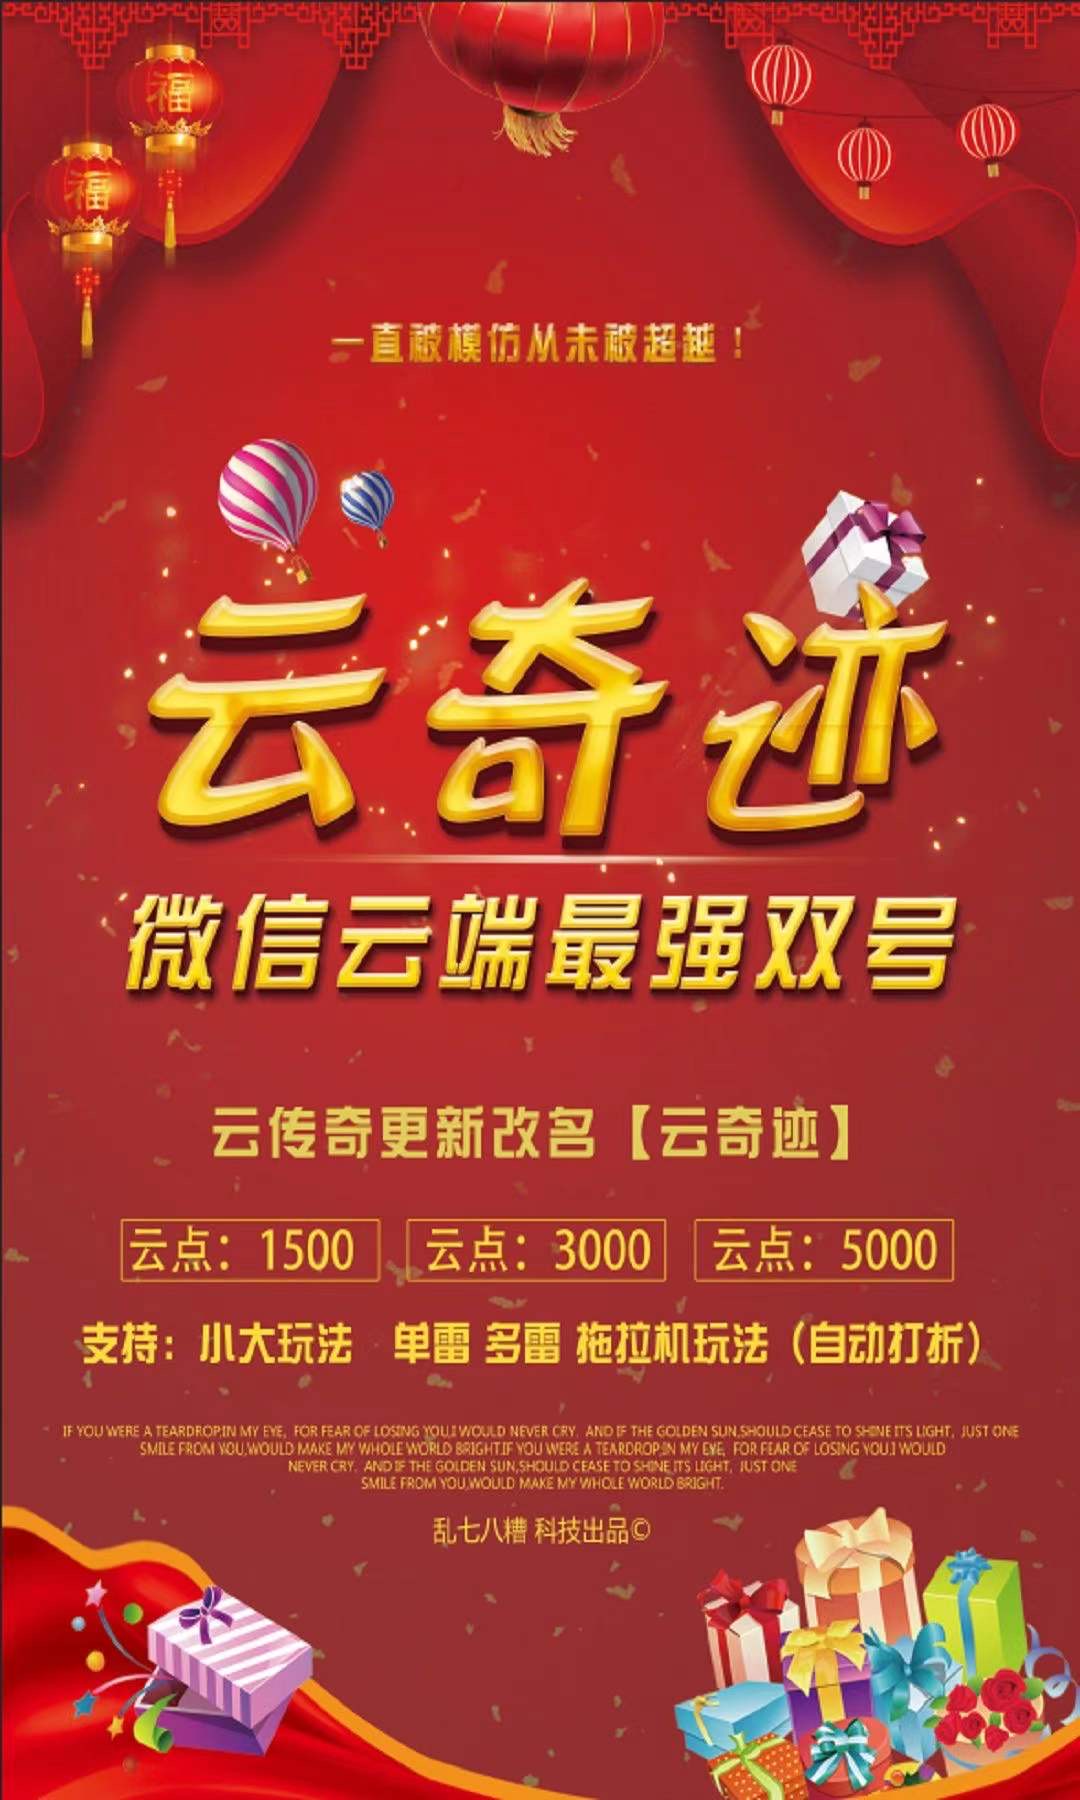 福
福
一直被模仿从未被超越！
云奇迹
微信云端最强双号
云传奇更新改名【云奇迹】
云点：1500 云点：3000 云点：5000
支持：小大玩法 单雷 多雷 拖拉机玩法（自动打折）
IF YOU WERE A TEARDROP,IN MY EYE, FOR FEAR OF LOSING YOU,I WOULD NEVER CRY. AND IF THE GOLDEN SUN,SHOULD CEASE TO SHINE ITS LIGHT, JUST ONE
SMILE FROM YOU,WOULD MAKE MY WHOLE WORLD BRIGHT.IF YOU WERE A TEARDROP,IN MY EYE, FOR FEAR OF LOSING YOU.I WOULD
NEVER CRY. AND IF THE GOLDEN SUN,SHOULD CEASE TO SHINE ITS LIGHT, JUST ONE
SMILE FROM YOU,WOULD MAKE MY WHOLE WORLD BRIGHT.
乱七八糟 科技出品©